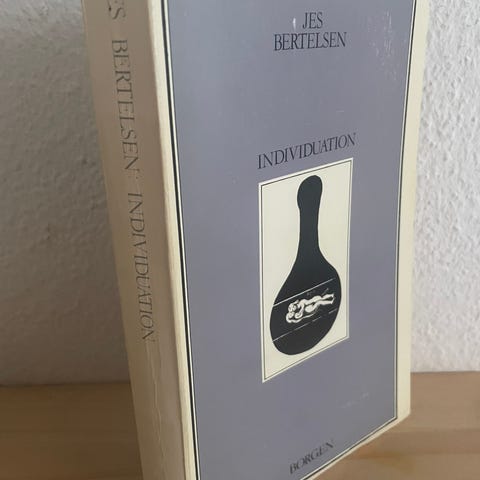 JES
BERTELSEN
INDIVIDUATION
BORGEN
JES BERTELSEN: INDIVIDUATION